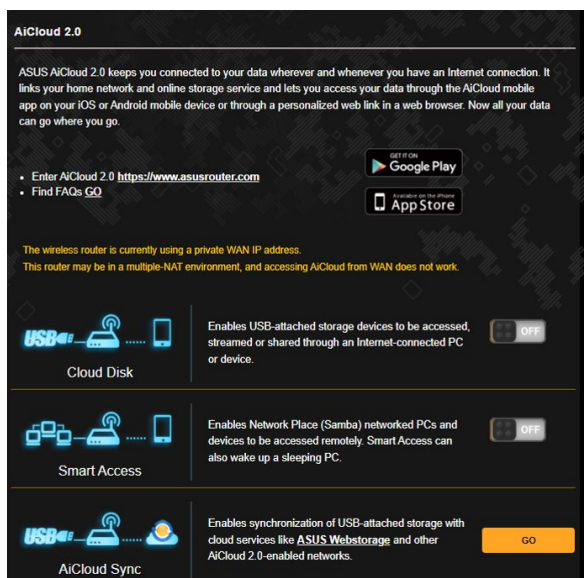 AiCloud 2.0
ASUS AiCloud 2.0 keeps you connected to your data wherever and whenever you have an Internet connection. It
links your home network and online storage service and lets you access your data through the AiCloud mobile
app on your iOS or Android mobile device or through a personalized web link in a web browser. Now all your data
can go where you go.
GET IT ON
Google Play
• Enter AiCloud 2.0 https://www.asusrouter.com
• Find FAQs GO
Available on the iPhone
App Store
The wireless router is currently using a private WAN IP address.
This router may be in a multiple-NAT environment, and accessing AiCloud from WAN does not work.
USB
Cloud Disk
Enables USB-attached storage devices to be accessed,
streamed or shared through an Internet-connected PC
or device.
OFF
Smart Access
Enables Network Place (Samba) networked PCs and
devices to be accessed remotely. Smart Access can
also wake up a sleeping PC.
OFF
USB
AiCloud Sync
Enables synchronization of USB-attached storage with
cloud services like ASUS Webstorage and other
AiCloud 2.0-enabled networks.
GO